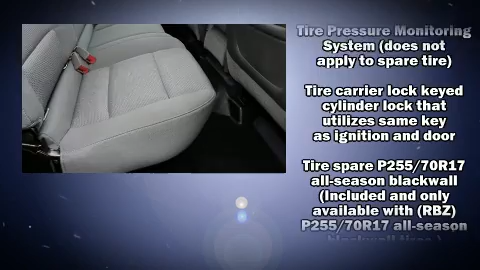 Tire Pressure Monitoring
System (does not
apply to spare tire)
Tire carrier lock keyed
cylinder lock that
utilizes same key
as ignition and door
Tire spare P255/70R17
all-season blackwall
(Included and only
available with (RBZ)
P255/70R17 all-season
blackwall tires.)